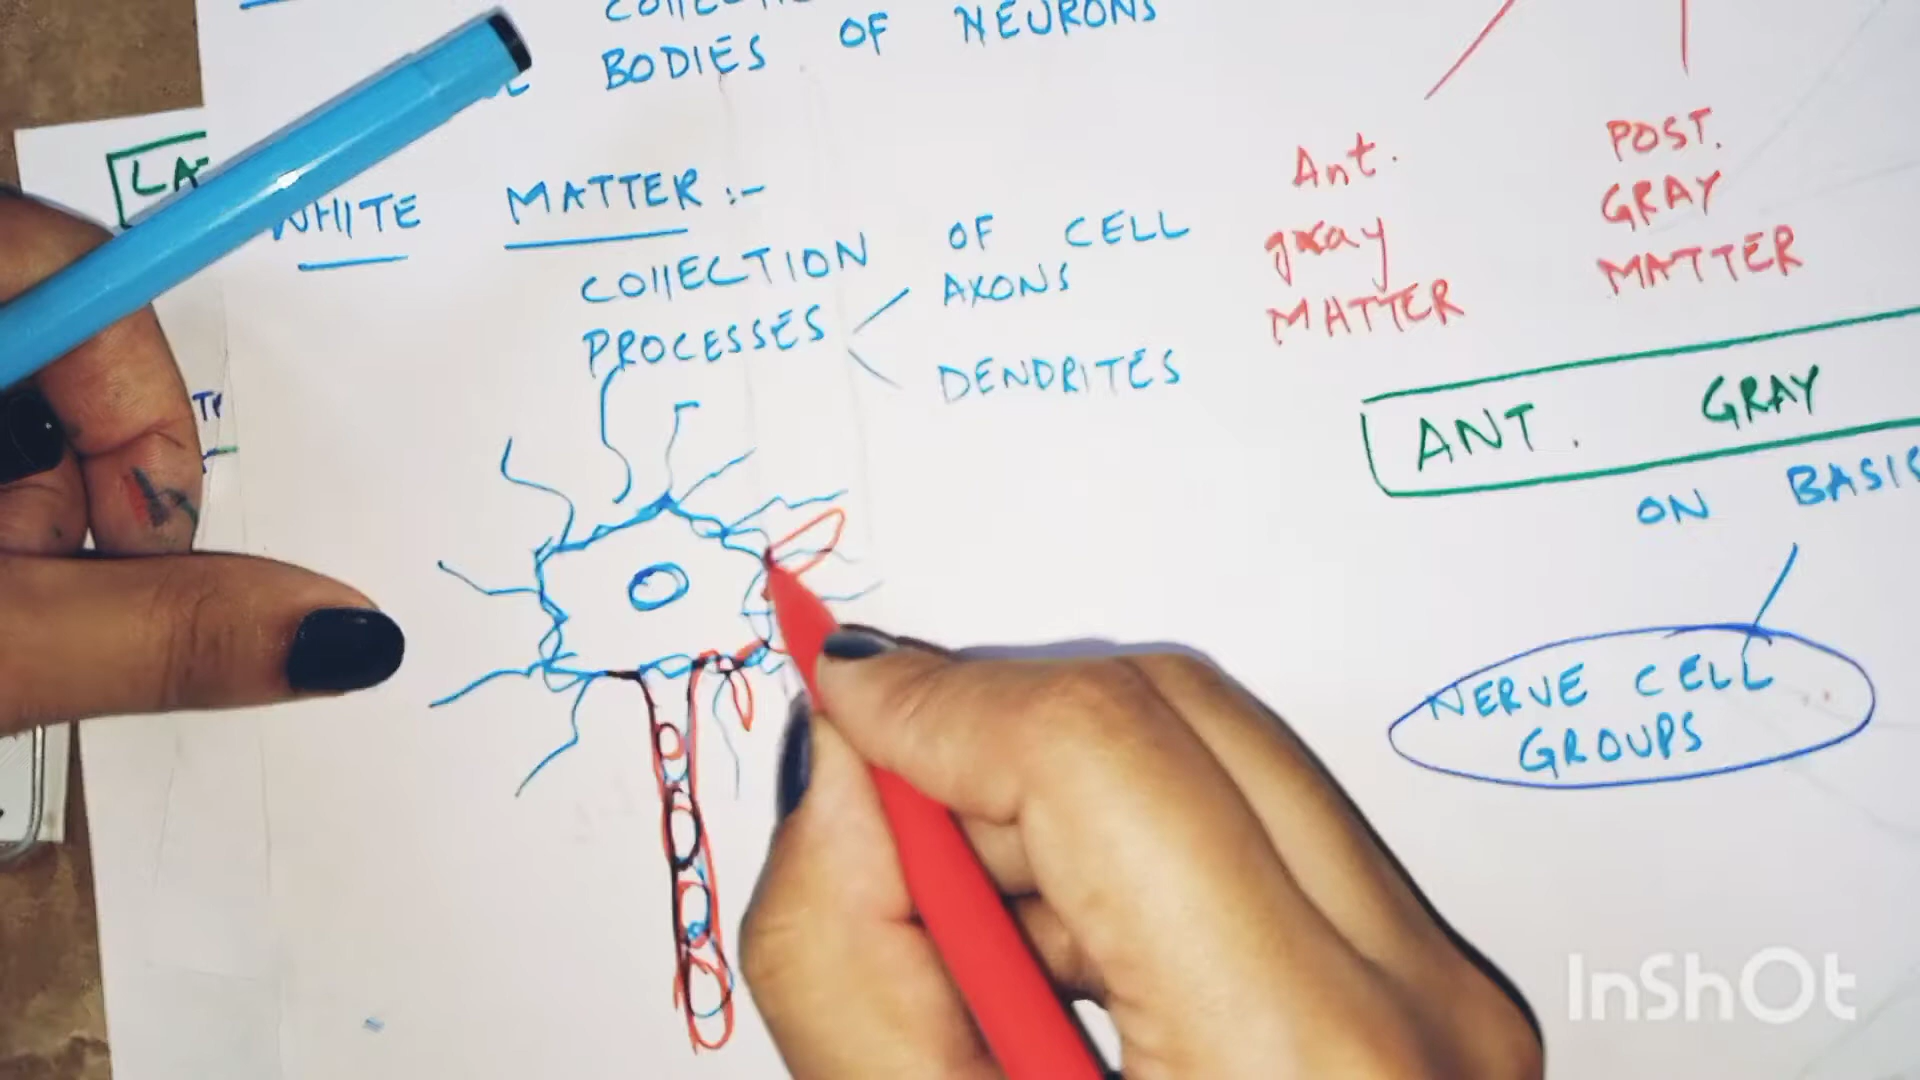 BODIES OF NEURONS
WHITE MATTER :-
COllECTION OF CELL
PROCESSES AXONS
DENDRITES
Ant.
gray
MATTER
POST.
GRAY
MATTER
ANT. GRAY
ON BASIS
NERVE CELL
GROUPS
InShOt